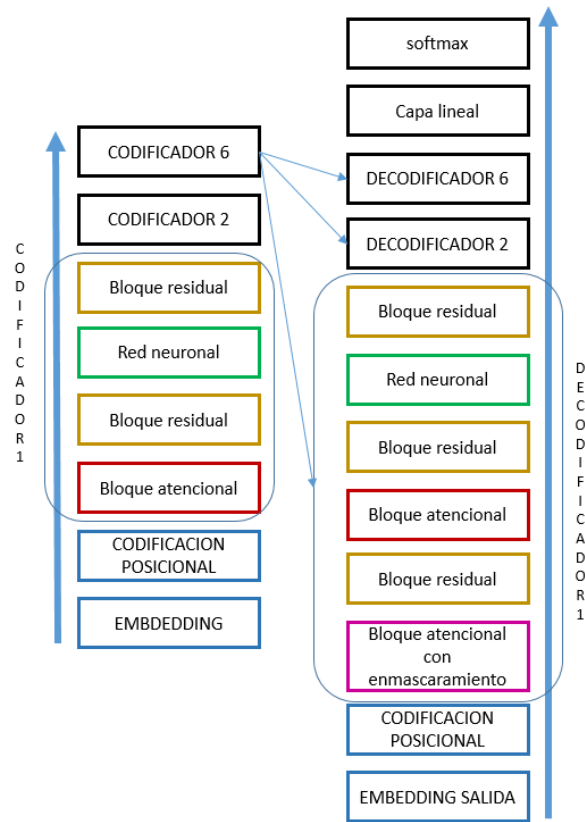 CODIFICADOR1
CODIFICADOR 6
CODIFICADOR 2
Bloque residual
Red neuronal
Bloque residual
Bloque atencional
CODIFICACION
POSICIONAL
EMBDEDDING
softmax
Capa lineal
DECODIFICADOR 6
DECODIFICADOR 2
Bloque residual
Red neuronal
Bloque residual
Bloque atencional
Bloque residual
Bloque atencional
con
enmascaramiento
CODIFICACION
POSICIONAL
EMBEDDING SALIDA
DECODIFICADOR1